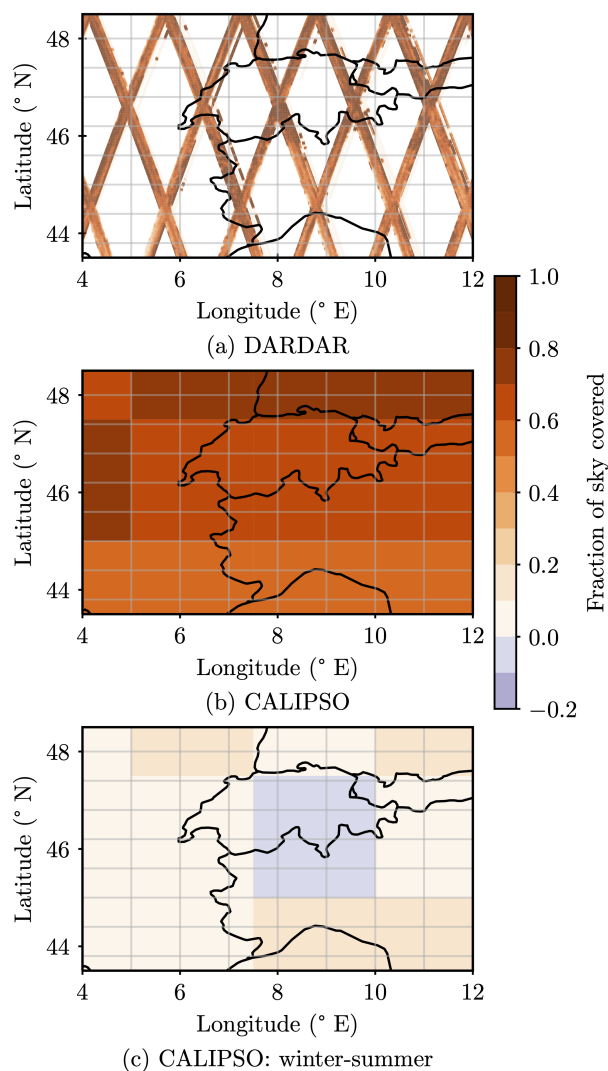 48
46
44
Latitude (° N)
4 6 8 10 12
Longitude (° E)
(a) DARDAR
48
46
44
Latitude (° N)
4 6 8 10 12
Longitude (° E)
(b) CALIPSO
1.0
0.8
0.6
0.4
0.2
0.0
−0.2
Fraction of sky covered
48
46
44
Latitude (° N)
4 6 8 10 12
Longitude (° E)
(c) CALIPSO: winter-summer